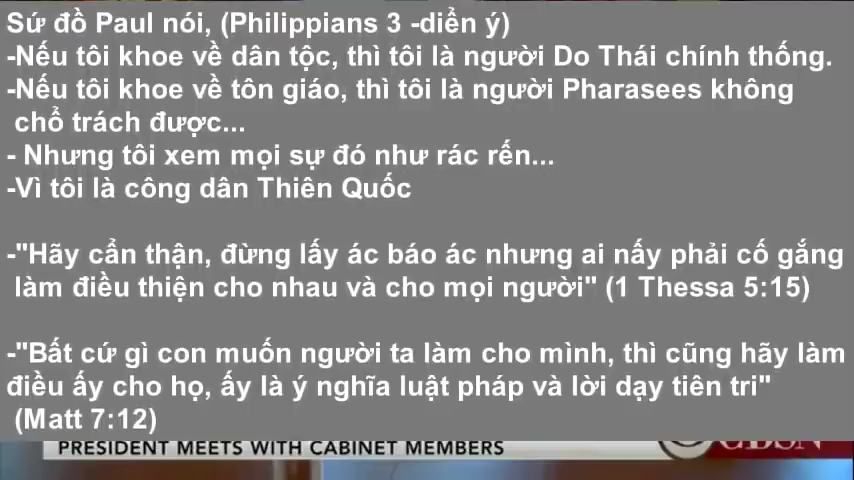 Sứ đồ Paul nói, (Philippians 3 -diển ý)
-Nếu tôi khoe về dân tộc, thì tôi là người Do Thái chính thống.
-Nếu tôi khoe về tôn giáo, thì tôi là người Pharasees không
chổ trách được...
- Nhưng tôi xem mọi sự đó như rác rến...
-Vì tôi là công dân Thiên Quốc
-"Hãy cẩn thận, đừng lấy ác báo ác nhưng ai nấy phải cố gắng
làm điều thiện cho nhau và cho mọi người" (1 Thessa 5:15)
-"Bất cứ gì con muốn người ta làm cho mình, thì cũng hãy làm
điều ấy cho họ, ấy là ý nghĩa luật pháp và lời dạy tiên tri"
(Matt 7:12)
PRESIDENT MEETS WITH CABINET MEMBERS